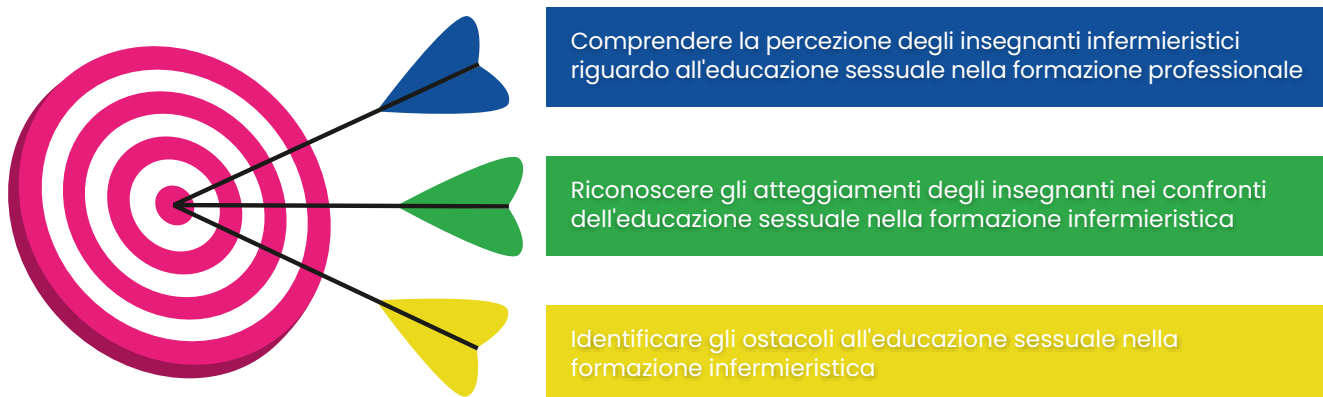 Comprendere la percezione degli insegnanti infermieristici
riguardo all'educazione sessuale nella formazione professionale
Riconoscere gli atteggiamenti degli insegnanti nei confronti
dell'educazione sessuale nella formazione infermieristica
Identificare gli ostacoli all'educazione sessuale nella
formazione infermieristica